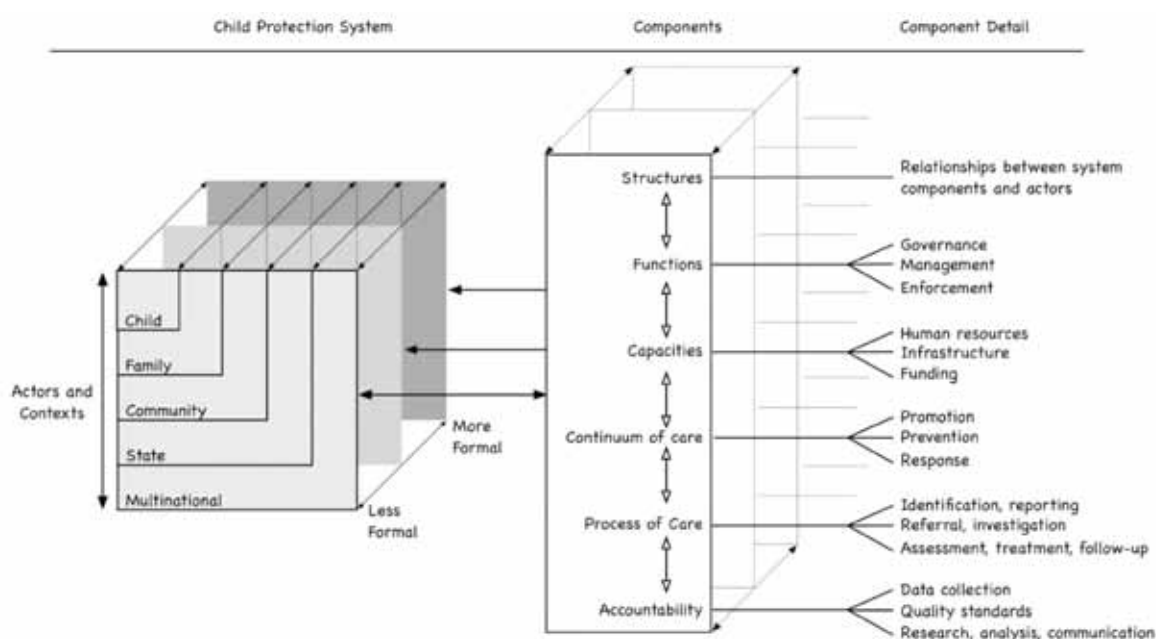 Child Protection System
Components
Component Detail
Child
Family
Community
State
Multinational
Actors and
Contexts
More
Formal
Less
Formal
Structures
Functions
Capacities
Continuum of care
Process of Care
Accountability
Relationships between system
components and actors
Governance
Management
Enforcement
Human resources
Infrastructure
Funding
Promotion
Prevention
Response
Identification, reporting
Referral, investigation
Assessment, treatment, follow-up
Data collection
Quality standards
Research, analysis, communication